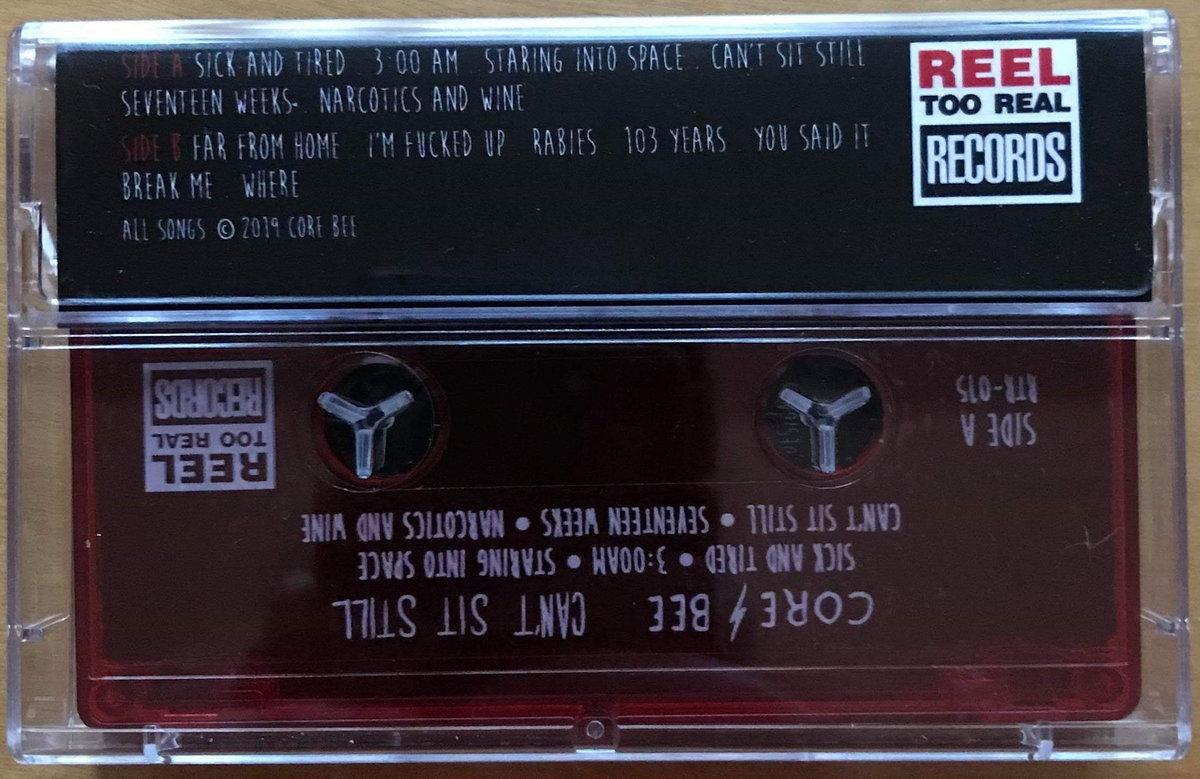 SIDE A SICK AND TIRED . 3:00 AM . STARING INTO SPACE . CAN'T SIT STILL
SEVENTEEN WEEKS . NARCOTICS AND WINE
SIDE B FAR FROM HOME . I'M FUCKED UP . RABIES . 103 YEARS . YOU SAID IT
BREAK ME . WHERE
ALL SONGS © 2019 CORE BEE
REEL
TOO REAL
RECORDS
CORE BEE CAN'T SIT STILL
SICK AND TIRED • 3:00AM • STARING INTO SPACE
CAN'T SIT STILL • SEVENTEEN WEEKS • NARCOTICS AND WINE
SIDE A
RTR-015
REEL
TOO REAL
RECORDS